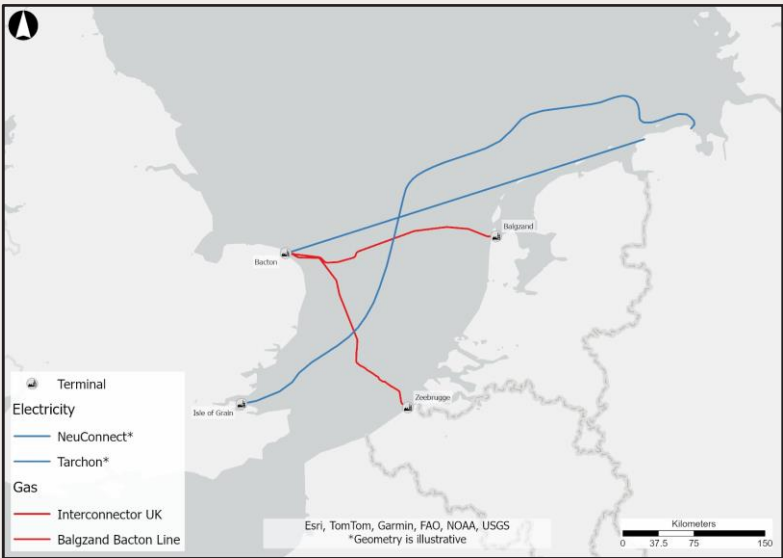 Balgzand
Bacton
Zeebrugge
Isle of Grain
Terminal
Electricity
NeuConnect*
Tarchon*
Gas
Interconnector UK
Balgzand Bacton Line
Esri, TomTom, Garmin, FAO, NOAA, USGS
*Geometry is illustrative
Kilometers
0 37.5 75 150